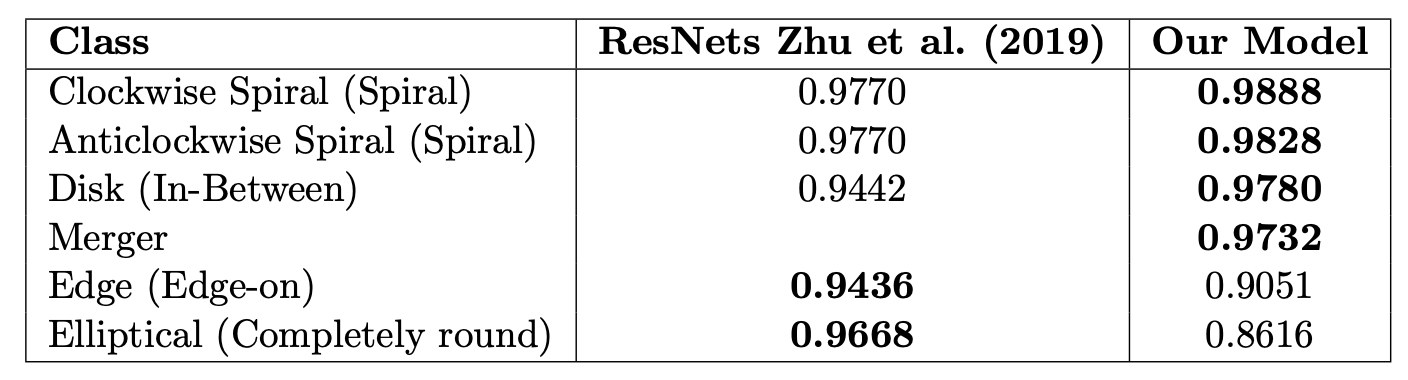 Class ResNets Zhu et al. (2019) Our Model
Clockwise Spiral (Spiral) 0.9770 0.9888
Anticlockwise Spiral (Spiral) 0.9770 0.9828
Disk (In-Between) 0.9442 0.9780
Merger 0.9732
Edge (Edge-on) 0.9436 0.9051
Elliptical (Completely round) 0.9668 0.8616